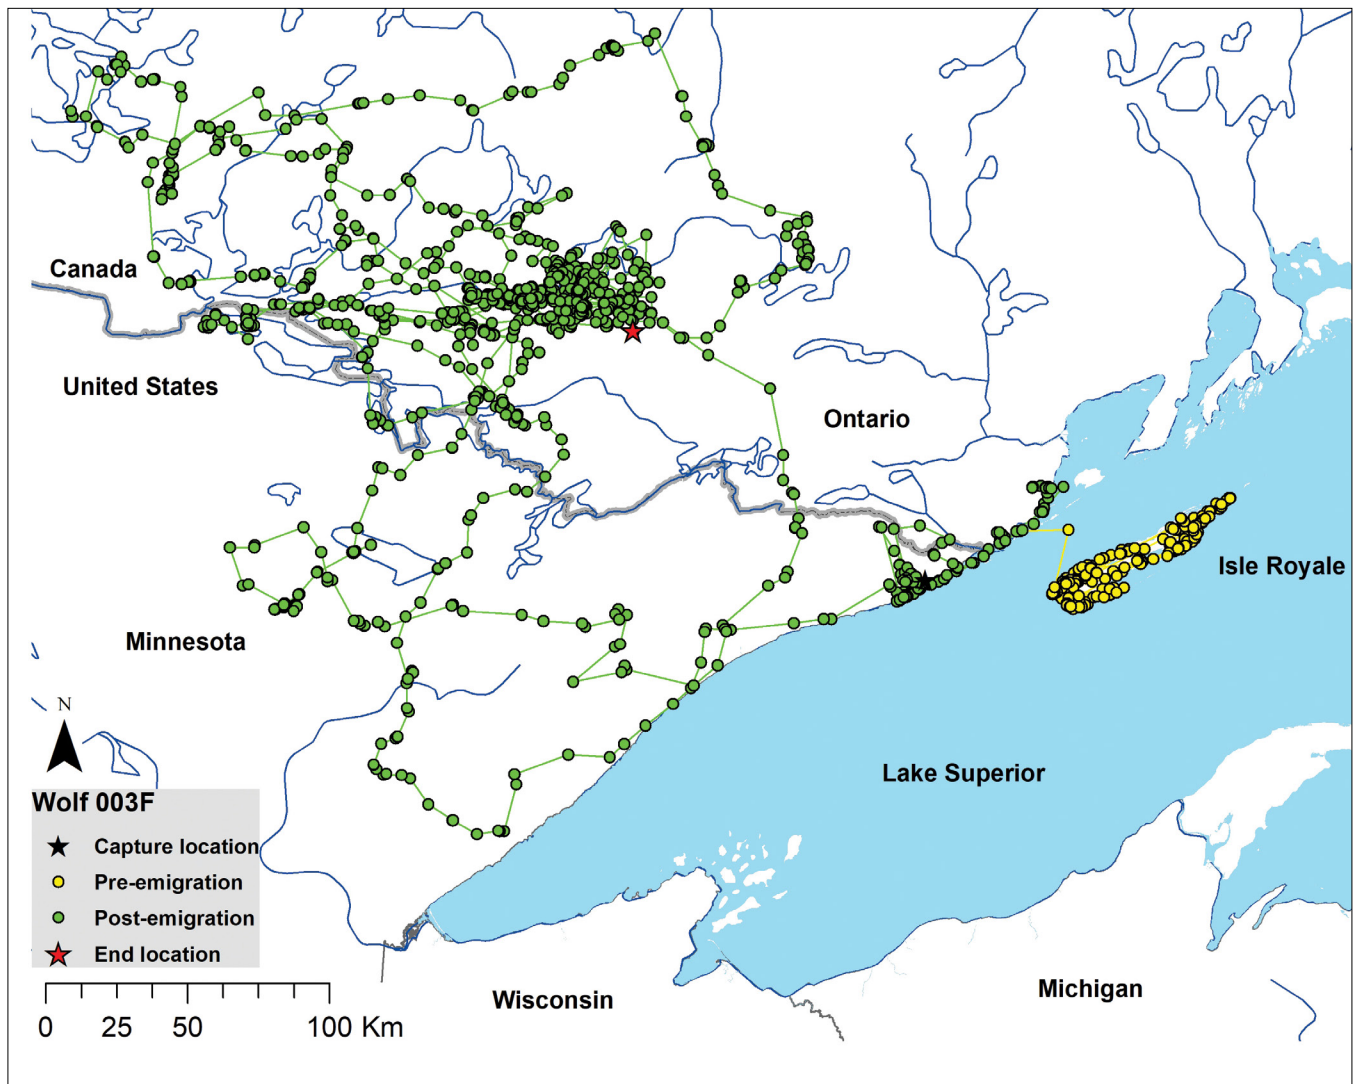 Canada
United States
Ontario
Isle Royale
Minnesota
N
Lake Superior
Wolf 003F
Capture location
Pre-emigration
Post-emigration
End location
Wisconsin
Michigan
0 25 50 100 Km